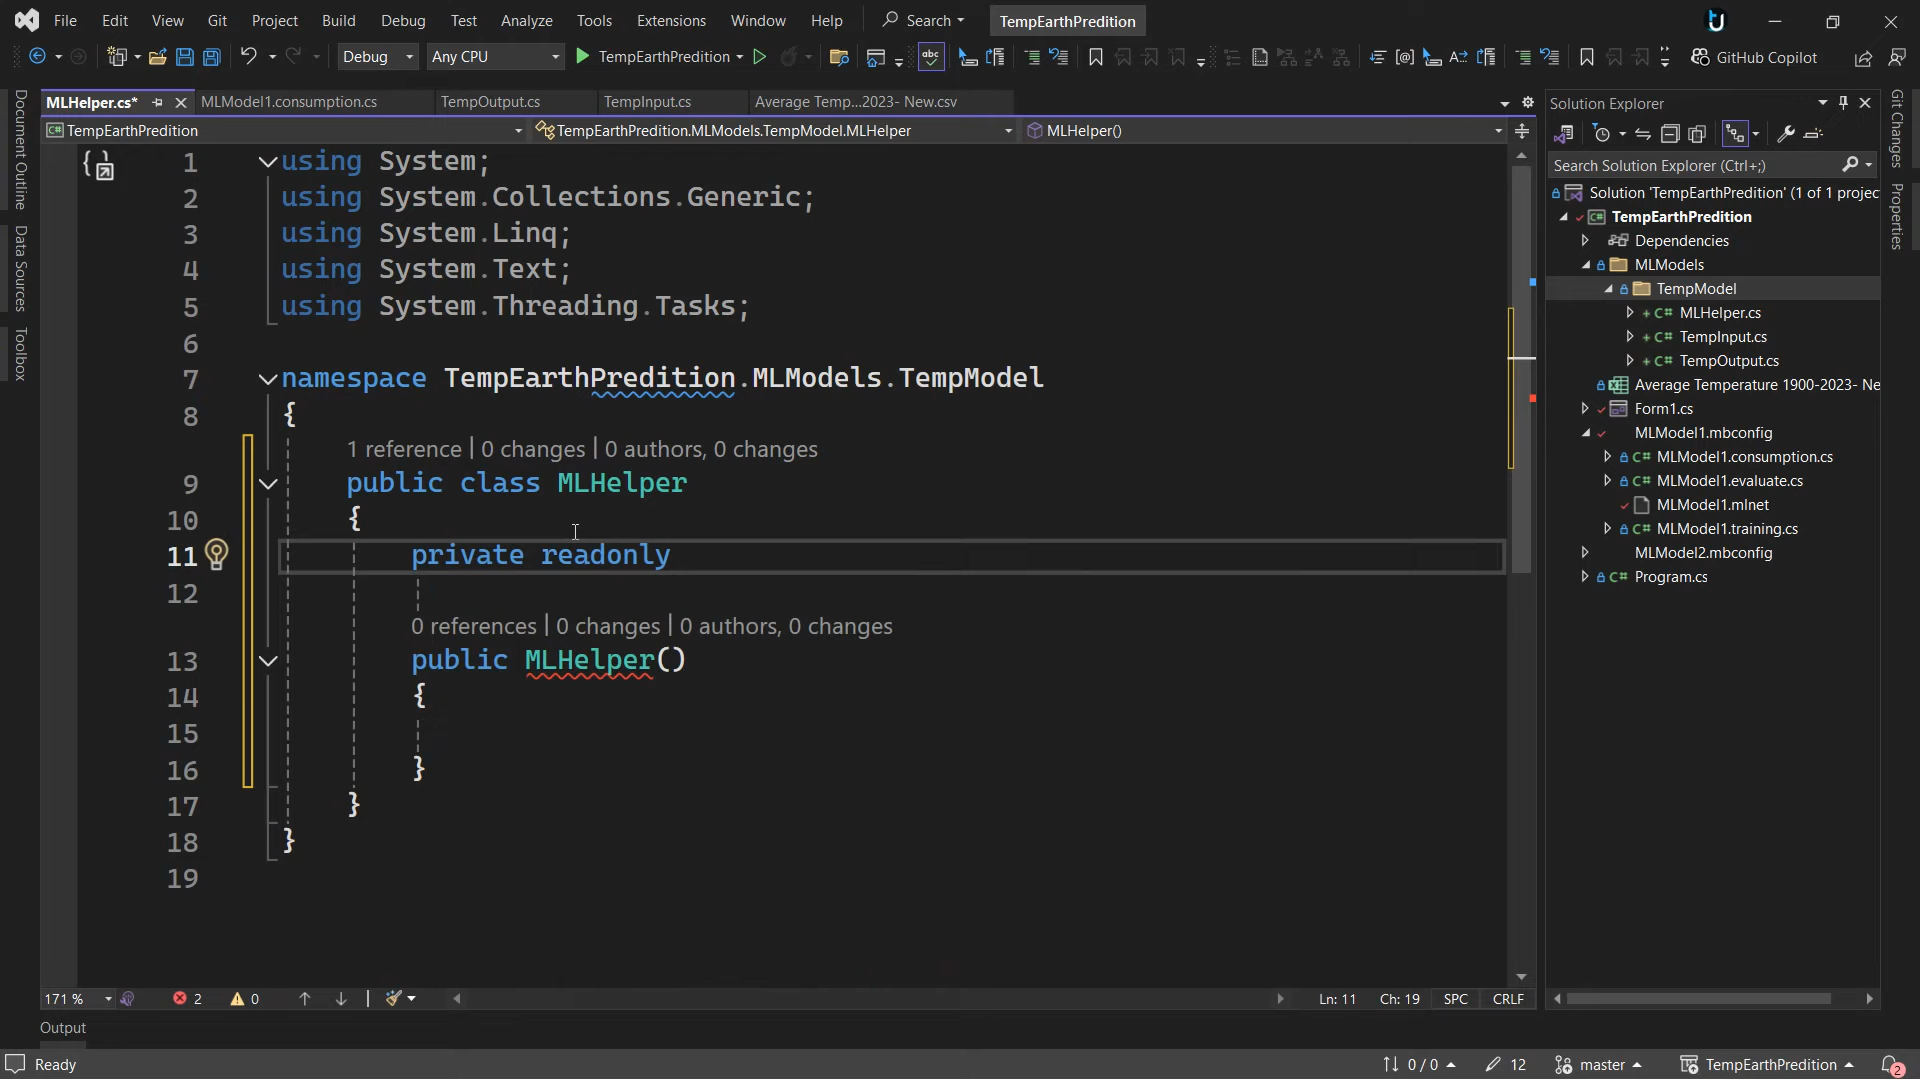 File Edit View Git Project Build Debug Test Analyze Tools Extensions Window Help Search TempEarthPredition
Debug Any CPU TempEarthPredition abc GitHub Copilot
MLHelper.cs* MLModel1.consumption.cs TempOutput.cs TempInput.cs Average Temp...2023- New.csv
TempEarthPredition TempEarthPredition.MLModels.TempModel.MLHelper MLHelper()
Document Outline
Data Sources
Toolbox
1 using System;
2 using System.Collections.Generic;
3 using System.Linq;
4 using System.Text;
5 using System.Threading.Tasks;
6
7 namespace TempEarthPredition.MLModels.TempModel
8 {
1 reference | 0 changes | 0 authors, 0 changes
9 public class MLHelper
10 {
11 private readonly
12
0 references | 0 changes | 0 authors, 0 changes
13 public MLHelper()
14 {
15
16 }
17 }
18 }
19
171 % 2 0 Ln: 11 Ch: 19 SPC CRLF
Solution Explorer
Search Solution Explorer (Ctrl+;)
Solution 'TempEarthPredition' (1 of 1 projec
TempEarthPredition
Dependencies
MLModels
TempModel
C# MLHelper.cs
C# TempInput.cs
C# TempOutput.cs
Average Temperature 1900-2023- Ne
Form1.cs
MLModel1.mbconfig
C# MLModel1.consumption.cs
C# MLModel1.evaluate.cs
MLModel1.mlnet
C# MLModel1.training.cs
MLModel2.mbconfig
C# Program.cs
Git Changes
Properties
Output
Ready 0 / 0 12 master TempEarthPredition 2